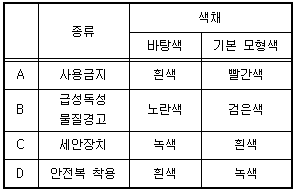 종류 색채
바탕색 기본 모형색
A 사용금지 흰색 빨간색
B 급성독성 물질경고 노란색 검은색
C 세안장치 녹색 흰색
D 안전복 착용 흰색 녹색